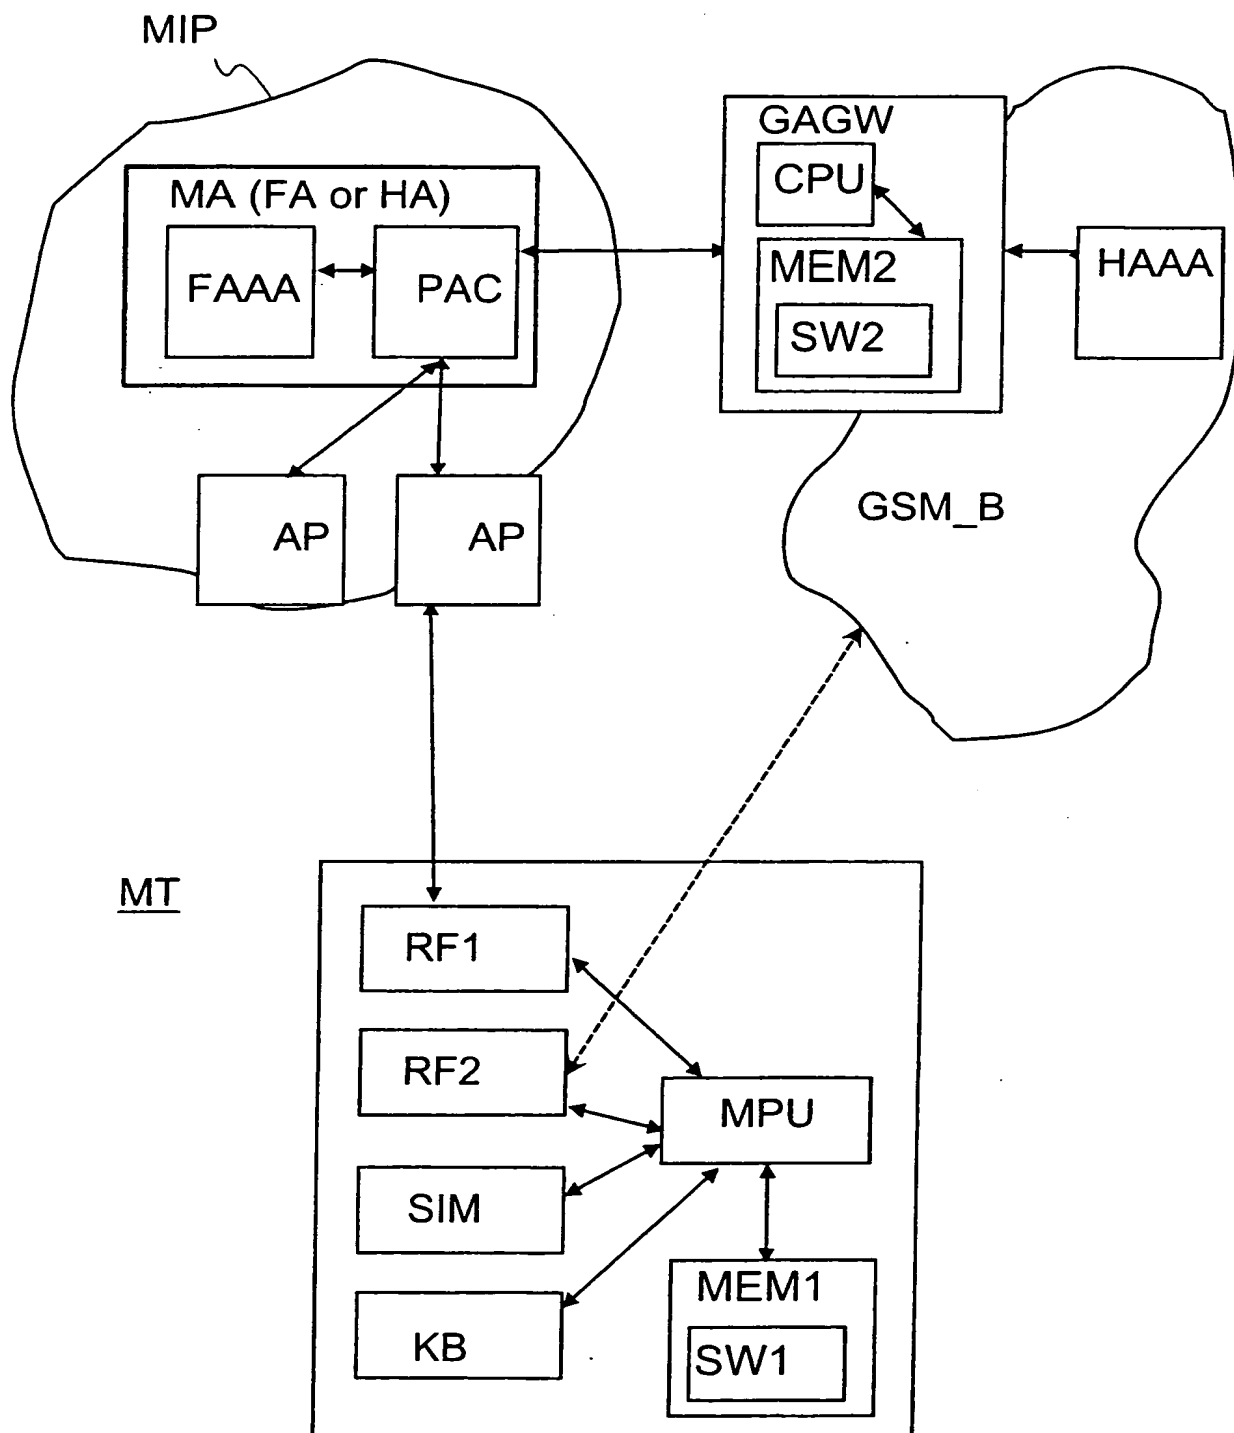 MIP
GAGW
CPU
MA (FA or HA)
FAAA
PAC
MEM2
HAAA
SW2
GSM_B
AP
AP
MT
RF1
RF2
MPU
SIM
MEM1
KB
SW1